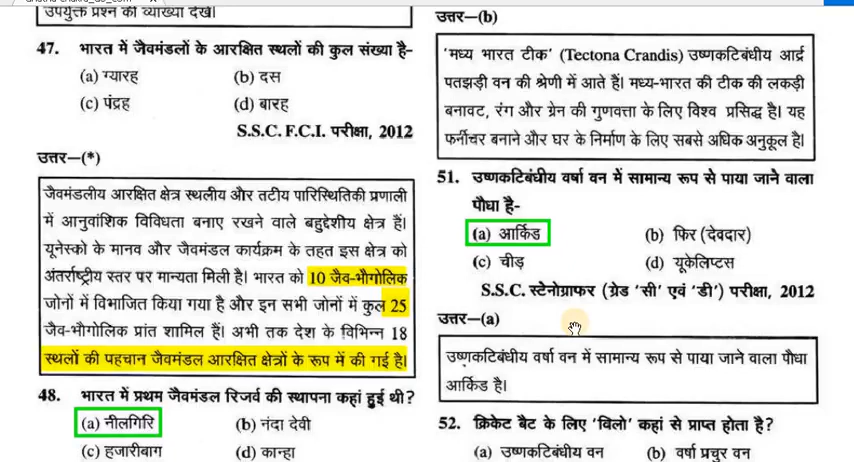 उपर्युक्त प्रश्न की व्याख्या देखें।
47. भारत में जैवमंडलों के आरक्षित स्थलों की कुल संख्या है-
(a) ग्यारह (b) दस
(c) पंद्रह (d) बारह
S.S.C. F.C.I. परीक्षा, 2012
उत्तर—(*)
जैवमंडलीय आरक्षित क्षेत्र स्थलीय और तटीय पारिस्थितिकी प्रणाली
में आनुवांशिक विविधता बनाए रखने वाले बहुद्देशीय क्षेत्र हैं।
यूनेस्को के मानव और जैवमंडल कार्यक्रम के तहत इस क्षेत्र को
अंतर्राष्ट्रीय स्तर पर मान्यता मिली है। भारत को 10 जैव-भौगोलिक
जोनों में विभाजित किया गया है और इन सभी जोनों में कुल 25
जैव-भौगोलिक प्रांत शामिल हैं। अभी तक देश के विभिन्न 18
स्थलों की पहचान जैवमंडल आरक्षित क्षेत्रों के रूप में की गई है।
48. भारत में प्रथम जैवमंडल रिजर्व की स्थापना कहां हुई थी?
(a) नीलगिरि (b) नंदा देवी
(c) हजारीबाग (d) कान्हा
उत्तर—(b)
'मध्य भारत टीक' (Tectona Crandis) उष्णकटिबंधीय आर्द्र
पतझड़ी वन की श्रेणी में आते हैं। मध्य-भारत की टीक की लकड़ी
बनावट, रंग और ग्रेन की गुणवत्ता के लिए विश्व प्रसिद्ध है। यह
फर्नीचर बनाने और घर के निर्माण के लिए सबसे अधिक अनुकूल है।
51. उष्णकटिबंधीय वर्षा वन में सामान्य रूप से पाया जाने वाला
पौधा है-
(a) आर्किड (b) फिर (देवदार)
(c) चीड़ (d) यूकेलिप्टस
S.S.C. स्टेनोग्राफर (ग्रेड 'सी' एवं 'डी') परीक्षा, 2012
उत्तर—(a)
उष्णकटिबंधीय वर्षा वन में सामान्य रूप से पाया जाने वाला पौधा
आर्किड है।
52. क्रिकेट बैट के लिए 'विलो' कहां से प्राप्त होता है?
(a) उष्णकटिबंधीय वन (b) वर्षा प्रचुर वन